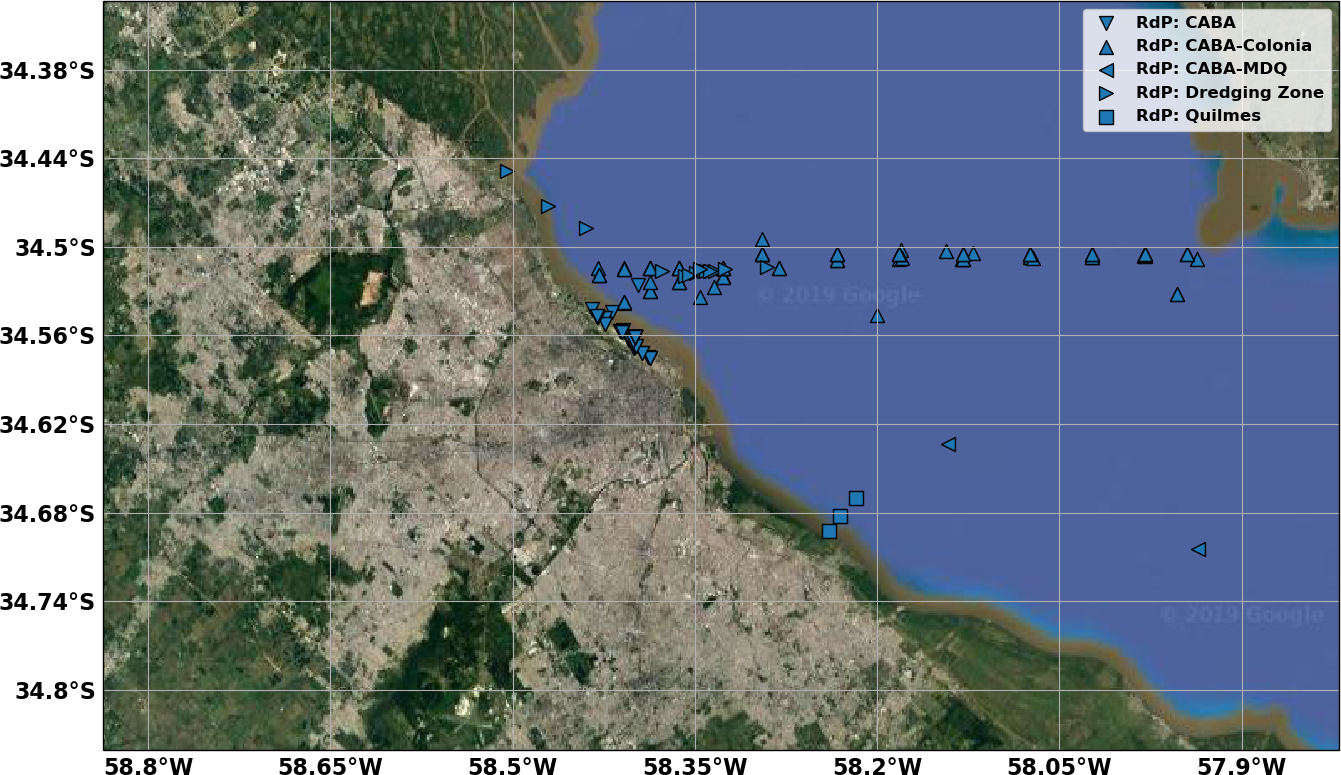 RdP: CABA
RdP: CABA-Colonia
RdP: CABA-MDQ
RdP: Dredging Zone
RdP: Quilmes
34.38°S
34.44°S
34.5°S
34.56°S
34.62°S
34.68°S
34.74°S
34.8°S
© 2019 Google
© 2019 Google
58.8°W 58.65°W 58.5°W 58.35°W 58.2°W 58.05°W 57.9°W